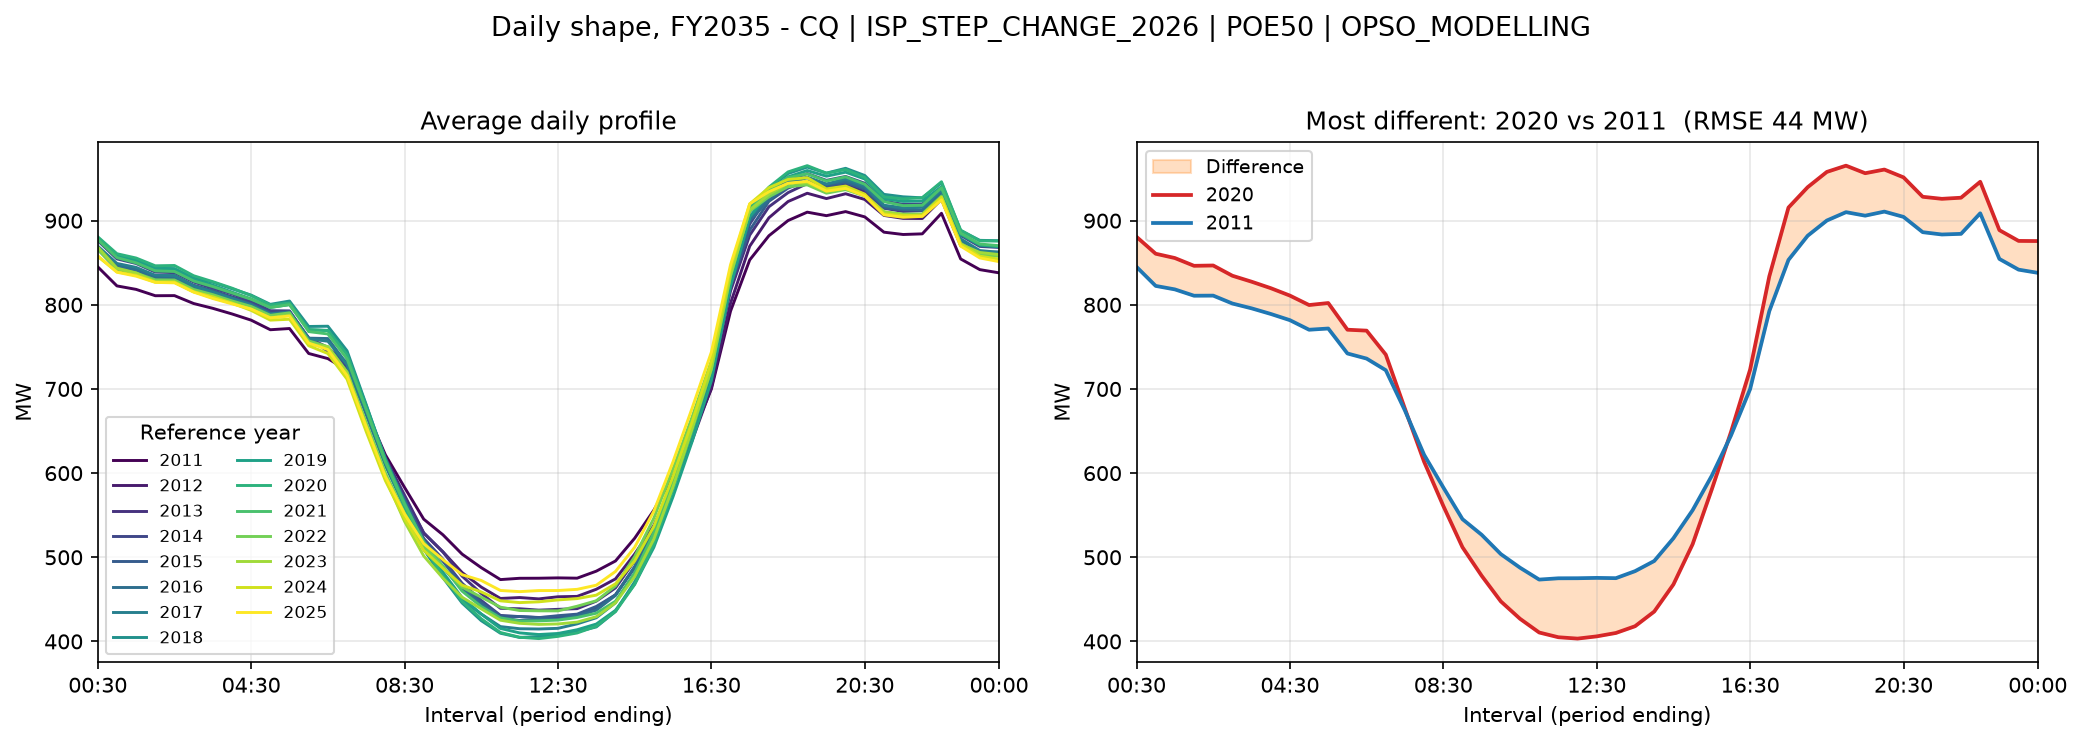 Daily shape, FY2035 - CQ | ISP_STEP_CHANGE_2026 | POE50 | OPSO_MODELLING
Average daily profile
MW
900
800
700
600
500
400
Reference year
2011
2012
2013
2014
2015
2016
2017
2018
2019
2020
2021
2022
2023
2024
2025
00:30 04:30 08:30 12:30 16:30 20:30 00:00
Interval (period ending)
Most different: 2020 vs 2011 (RMSE 44 MW)
MW
900
800
700
600
500
400
Difference
2020
2011
00:30 04:30 08:30 12:30 16:30 20:30 00:00
Interval (period ending)